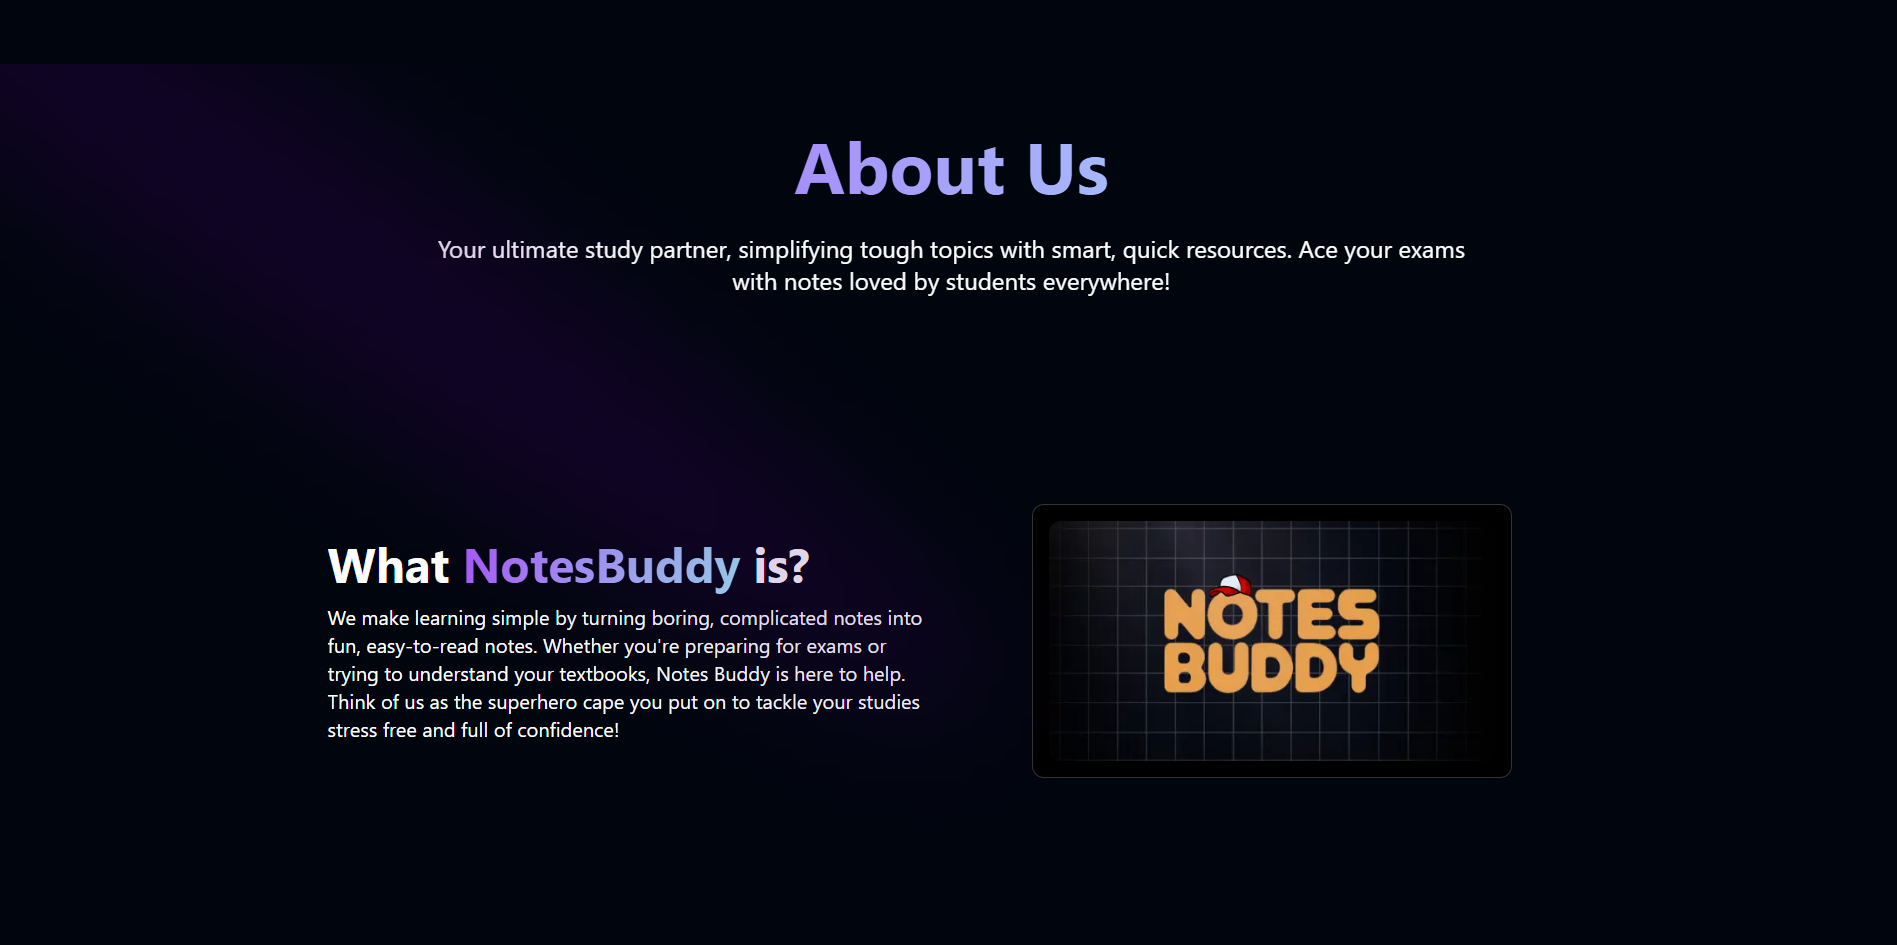 About Us
Your ultimate study partner, simplifying tough topics with smart, quick resources. Ace your exams
with notes loved by students everywhere!
What NotesBuddy is?
We make learning simple by turning boring, complicated notes into
fun, easy-to-read notes. Whether you're preparing for exams or
trying to understand your textbooks, Notes Buddy is here to help.
Think of us as the superhero cape you put on to tackle your studies
stress free and full of confidence!
NOTES
BUDDY